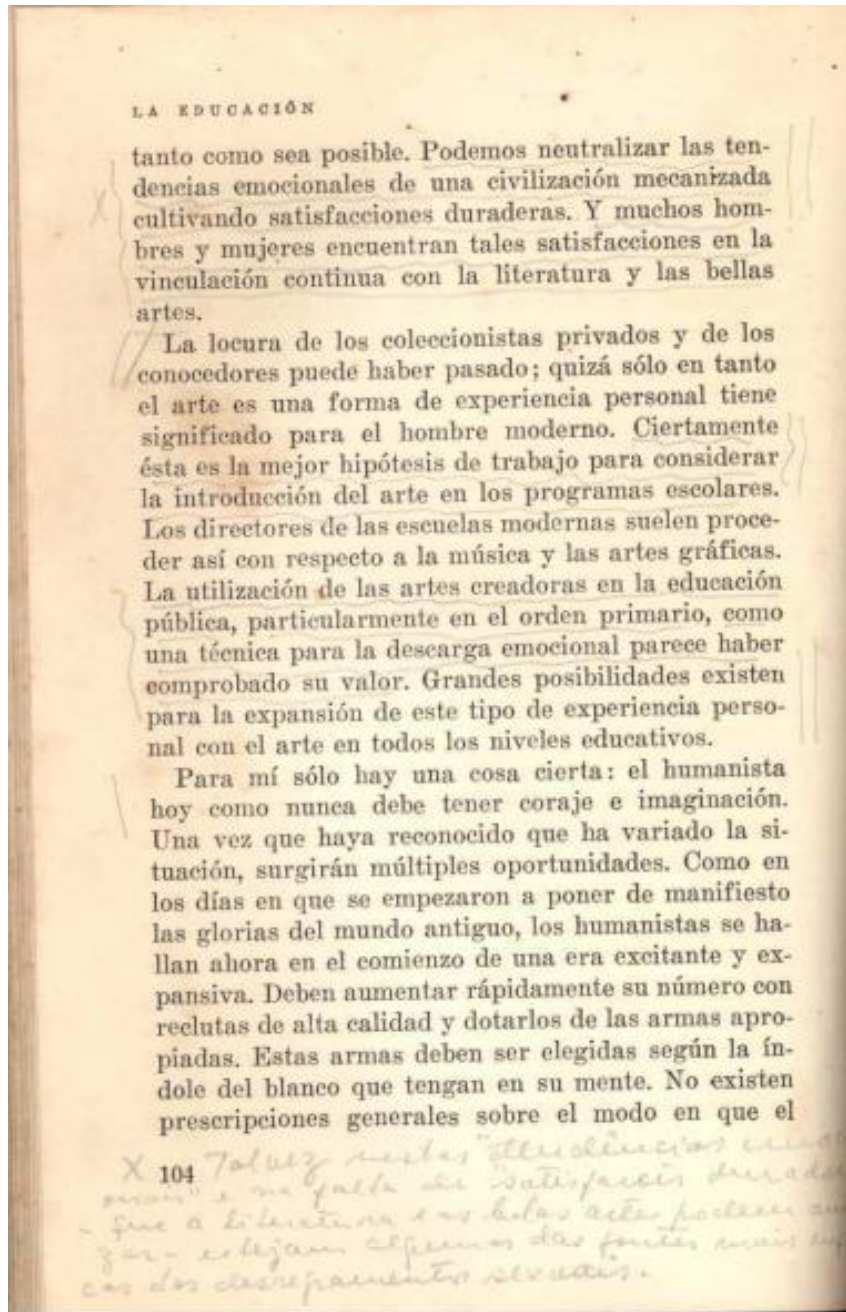 LA EDUCACIÓN
tanto como sea posible. Podemos neutralizar las ten-
dencias emocionales de una civilización mecanizada
cultivando satisfacciones duraderas. Y muchos hom-
bres y mujeres encuentran tales satisfacciones en la
vinculación continua con la literatura y las bellas
artes.
La locura de los coleccionistas privados y de los
conocedores puede haber pasado; quizá sólo en tanto
el arte es una forma de experiencia personal tiene
significado para el hombre moderno. Ciertamente
ésta es la mejor hipótesis de trabajo para considerar
la introducción del arte en los programas escolares.
Los directores de las escuelas modernas suelen proce-
der así con respecto a la música y las artes gráficas.
La utilización de las artes creadoras en la educación
pública, particularmente en el orden primario, como
una técnica para la descarga emocional parece haber
comprobado su valor. Grandes posibilidades existen
para la expansión de este tipo de experiencia perso-
nal con el arte en todos los niveles educativos.
Para mí sólo hay una cosa cierta: el humanista
hoy como nunca debe tener coraje e imaginación.
Una vez que haya reconocido que ha variado la si-
tuación, surgirán múltiples oportunidades. Como en
los días en que se empezaron a poner de manifiesto
las glorias del mundo antiguo, los humanistas se ha-
llan ahora en el comienzo de una era excitante y ex-
pansiva. Deben aumentar rápidamente su número con
reclutas de alta calidad y dotarlos de las armas apro-
piadas. Estas armas deben ser elegidas según la ín-
dole del blanco que tengan en su mente. No existen
prescripciones generales sobre el modo en que el
104
X Talvez nestas
e na falta de
- que a literatura e as belas artes podem
estejam algumas das fontes mais
dos desregramentos sexuais.